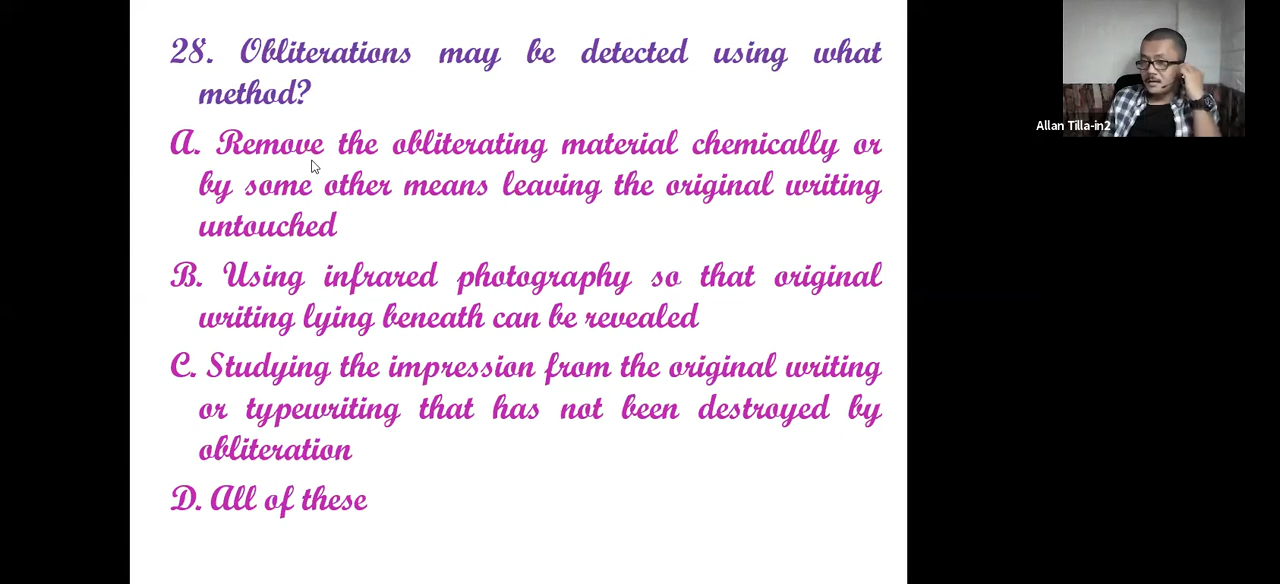 28. Obliterations may be detected using what
method?
A. Remove the obliterating material chemically or
by some other means leaving the original writing
untouched
B. Using infrared photography so that original
writing lying beneath can be revealed
C. Studying the impression from the original writing
or typewriting that has not been destroyed by
obliteration
D. All of these
Allan Tilla-in2